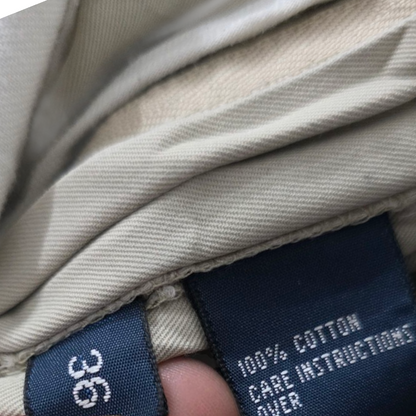 36
100% COTTON
CARE INSTRUCTIONS
OVER